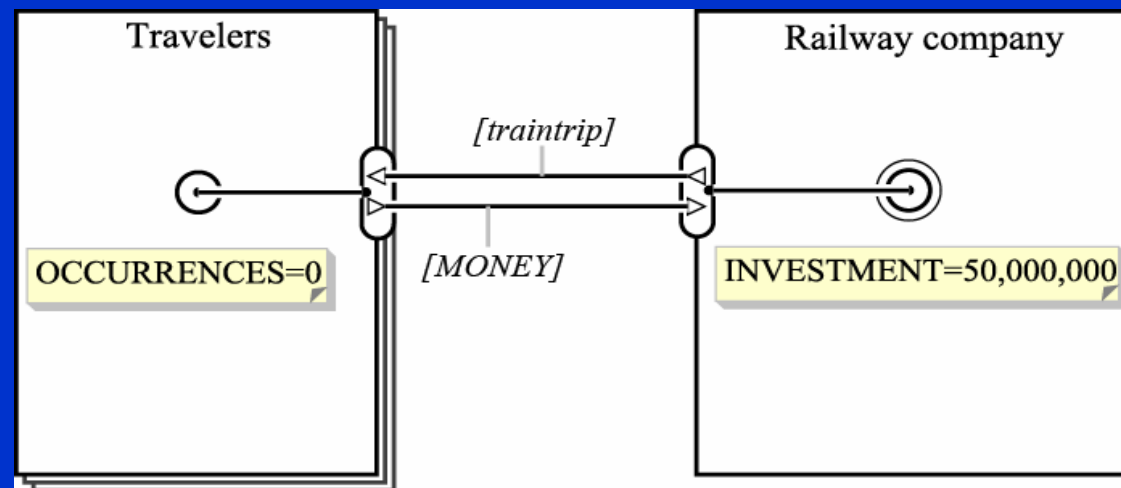 Travelers
Railway company
[traintrip]
[MONEY]
OCCURRENCES=0
INVESTMENT=50,000,000